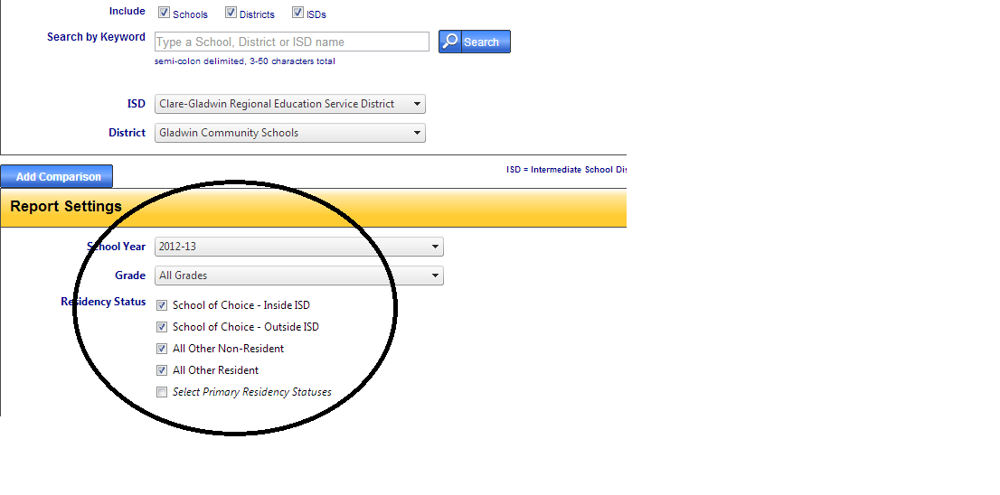 Include Schools Districts ISDs
Search by Keyword Type a School, District or ISD name Search
semi-colon delimited, 3-50 characters total
ISD Clare-Gladwin Regional Education Service District
District Gladwin Community Schools
ISD = Intermediate School Dis
Add Comparison
Report Settings
School Year 2012-13
Grade All Grades
Residency Status School of Choice - Inside ISD
School of Choice - Outside ISD
All Other Non-Resident
All Other Resident
Select Primary Residency Statuses